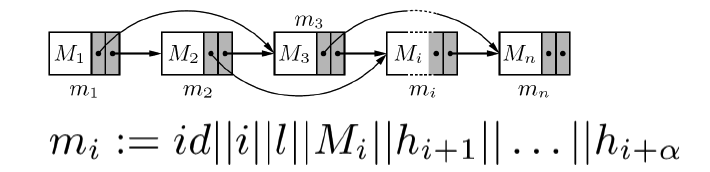 m₃
M₁ M₂ M₃ Mᵢ Mₙ
m₁ m₂ mᵢ mₙ
mᵢ := id||i||l||Mᵢ||hᵢ₊₁||...||hᵢ₊α